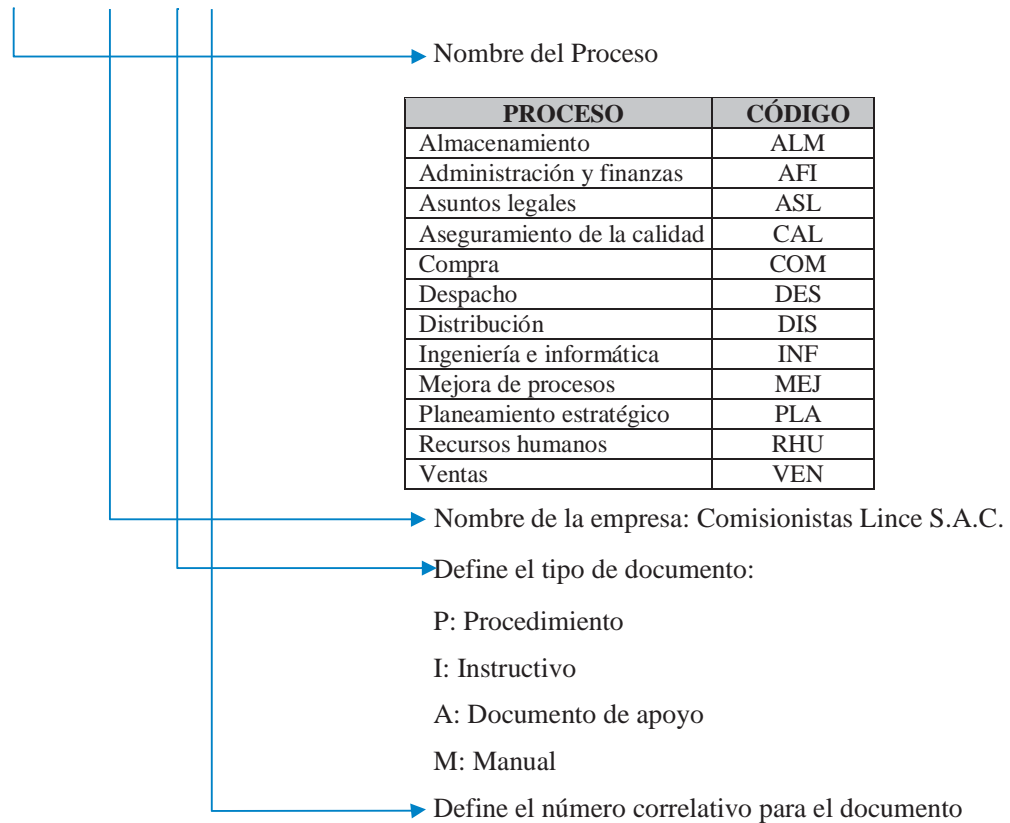 Nombre del Proceso
PROCESO CÓDIGO
Almacenamiento ALM
Administración y finanzas AFI
Asuntos legales ASL
Aseguramiento de la calidad CAL
Compra COM
Despacho DES
Distribución DIS
Ingeniería e informática INF
Mejora de procesos MEJ
Planeamiento estratégico PLA
Recursos humanos RHU
Ventas VEN
Nombre de la empresa: Comisionistas Lince S.A.C.
Define el tipo de documento:
P: Procedimiento
I: Instructivo
A: Documento de apoyo
M: Manual
Define el número correlativo para el documento